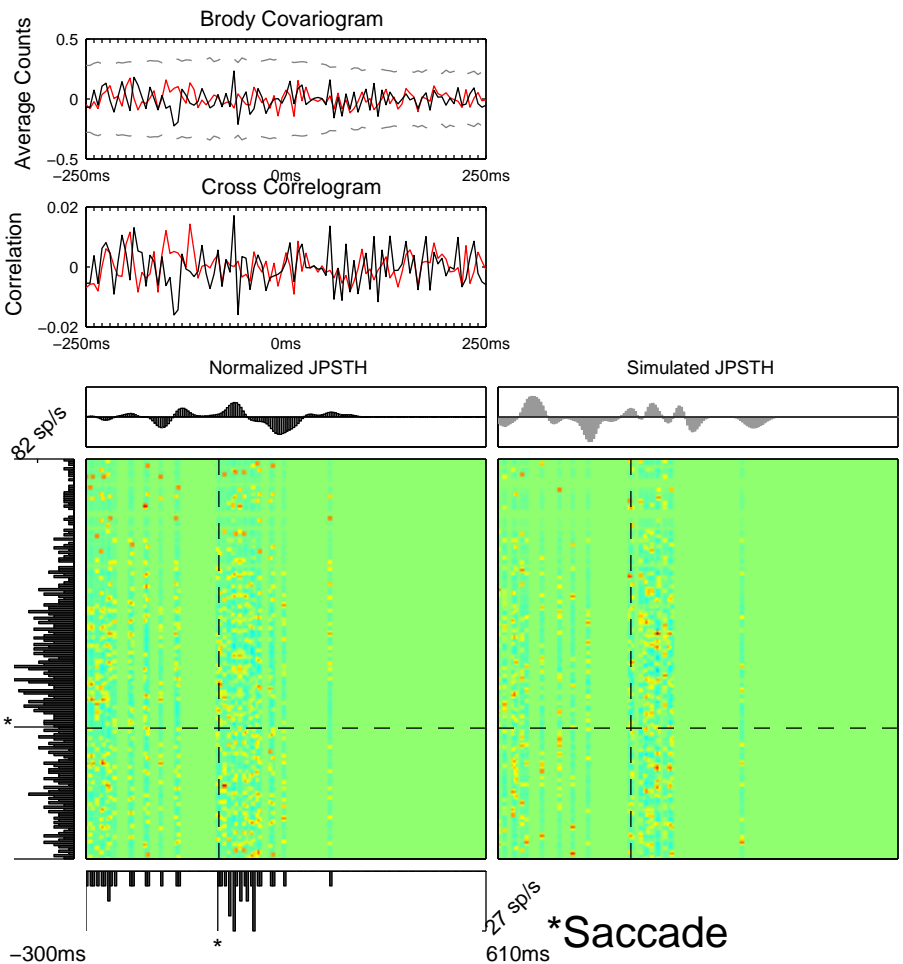 Brody Covariogram
Average Counts
0.5
0
−0.5
−250ms
0ms
250ms
Cross Correlogram
Correlation
0.02
0
−0.02
−250ms
0ms
250ms
Normalized JPSTH
Simulated JPSTH
82 sp/s
*
27 sp/s
*
*Saccade
−300ms
610ms